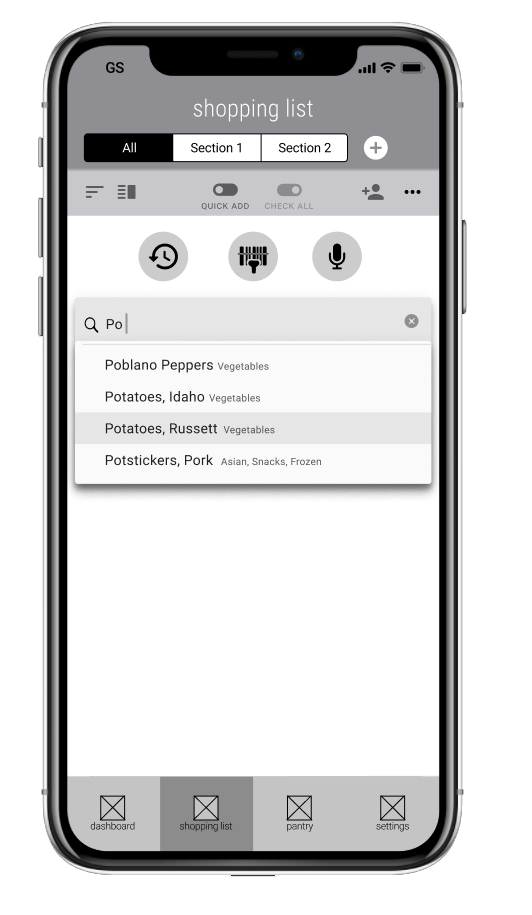 GS
shopping list
All Section 1 Section 2
QUICK ADD CHECK ALL
Po
Poblano Peppers Vegetables
Potatoes, Idaho Vegetables
Potatoes, Russett Vegetables
Potstickers, Pork Asian, Snacks, Frozen
dashboard shopping list pantry settings